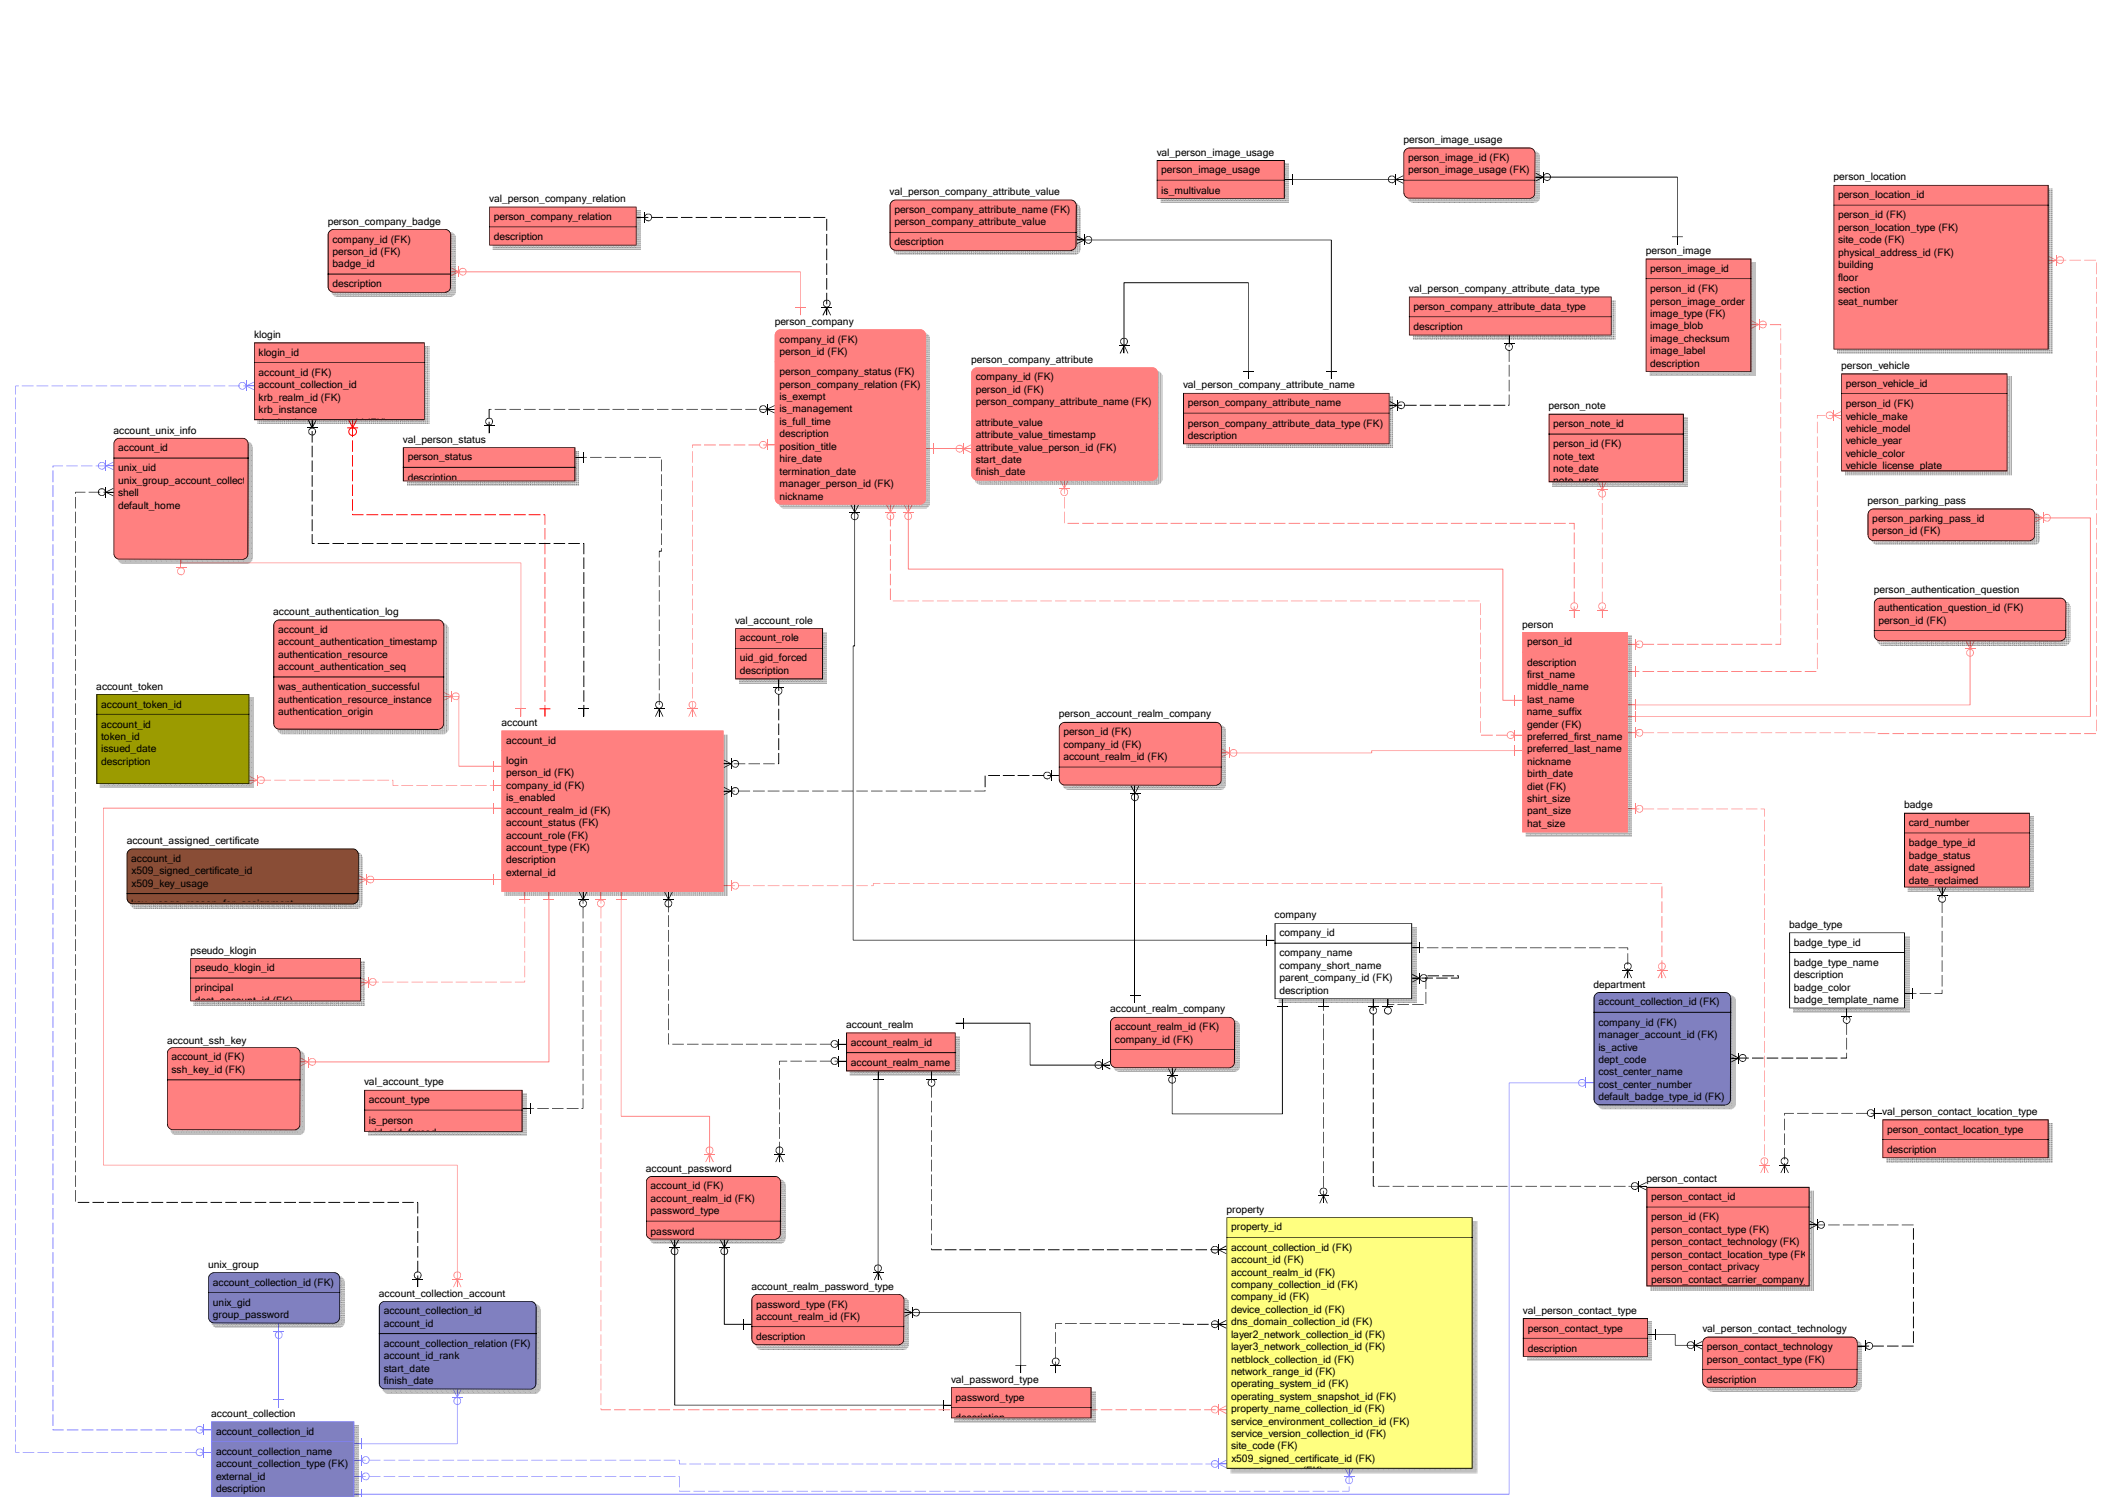 person_image_usage
person_image_id (FK)
person_image_usage (FK)
val_person_image_usage
person_image_usage
is_multivalue
person_location
person_location_id
person_id (FK)
person_location_type (FK)
site_code (FK)
physical_address_id (FK)
building
floor
section
seat_number
val_person_company_attribute_value
person_company_attribute_name (FK)
person_company_attribute_value
description
val_person_company_relation
person_company_relation
description
person_company_badge
company_id (FK)
person_id (FK)
badge_id
description
person_image
person_image_id
person_id (FK)
person_image_order
image_type (FK)
image_blob
image_checksum
image_label
description
val_person_company_attribute_data_type
person_company_attribute_data_type
description
person_company
company_id (FK)
person_id (FK)
person_company_status (FK)
person_company_relation (FK)
is_exempt
is_management
is_full_time
description
position_title
hire_date
termination_date
manager_person_id (FK)
nickname
klogin
klogin_id
account_id (FK)
account_collection_id
krb_realm_id (FK)
krb_instance
person_company_attribute
company_id (FK)
person_id (FK)
person_company_attribute_name (FK)
attribute_value
attribute_value_timestamp
attribute_value_person_id (FK)
start_date
finish_date
val_person_company_attribute_name
person_company_attribute_name
person_company_attribute_data_type (FK)
description
person_vehicle
person_vehicle_id
person_id (FK)
vehicle_make
vehicle_model
vehicle_year
vehicle_color
vehicle_license_plate
person_note
person_note_id
person_id (FK)
note_text
note_date
note_user
account_unix_info
account_id
unix_uid
unix_group_account_collect
shell
default_home
val_person_status
person_status
description
person_parking_pass
person_parking_pass_id
person_id (FK)
person_authentication_question
authentication_question_id (FK)
person_id (FK)
account_authentication_log
account_id
account_authentication_timestamp
authentication_resource
account_authentication_seq
was_authentication_successful
authentication_resource_instance
authentication_origin
val_account_role
account_role
uid_gid_forced
description
person
person_id
description
first_name
middle_name
last_name
name_suffix
gender (FK)
preferred_first_name
preferred_last_name
nickname
birth_date
diet (FK)
shirt_size
pant_size
hat_size
account_token
account_token_id
account_id
token_id
issued_date
description
account
account_id
login
person_id (FK)
company_id (FK)
is_enabled
account_realm_id (FK)
account_status (FK)
account_role (FK)
account_type (FK)
description
external_id
person_account_realm_company
person_id (FK)
company_id (FK)
account_realm_id (FK)
badge
card_number
badge_type_id
badge_status
date_assigned
date_reclaimed
account_assigned_certificate
account_id
x509_signed_certificate_id
x509_key_usage
company
company_id
company_name
company_short_name
parent_company_id (FK)
description
badge_type
badge_type_id
badge_type_name
description
badge_color
badge_template_name
pseudo_klogin
pseudo_klogin_id
principal
dest_account_id (FK)
department
account_collection_id (FK)
company_id (FK)
manager_account_id (FK)
is_active
dept_code
cost_center_name
cost_center_number
default_badge_type_id (FK)
account_realm_company
account_realm_id (FK)
company_id (FK)
account_realm
account_realm_id
account_realm_name
account_ssh_key
account_id (FK)
ssh_key_id (FK)
val_account_type
account_type
is_person
uid_gid_forced
val_person_contact_location_type
person_contact_location_type
description
account_password
account_id (FK)
account_realm_id (FK)
password_type
password
person_contact
person_contact_id
person_id (FK)
person_contact_type (FK)
person_contact_technology (FK)
person_contact_location_type (FK
person_contact_privacy
person_contact_carrier_company
property
property_id
account_collection_id (FK)
account_id (FK)
account_realm_id (FK)
company_collection_id (FK)
company_id (FK)
device_collection_id (FK)
dns_domain_collection_id (FK)
layer2_network_collection_id (FK)
layer3_network_collection_id (FK)
netblock_collection_id (FK)
network_range_id (FK)
operating_system_id (FK)
operating_system_snapshot_id (FK)
property_name_collection_id (FK)
service_environment_collection_id (FK)
service_version_collection_id (FK)
site_code (FK)
x509_signed_certificate_id (FK)
unix_group
account_collection_id (FK)
unix_gid
group_password
account_collection_account
account_collection_id
account_id
account_collection_relation (FK)
account_id_rank
start_date
finish_date
account_realm_password_type
password_type (FK)
account_realm_id (FK)
description
val_person_contact_type
person_contact_type
description
val_person_contact_technology
person_contact_technology
person_contact_type (FK)
description
val_password_type
password_type
description
account_collection
account_collection_id
account_collection_name
account_collection_type (FK)
external_id
description